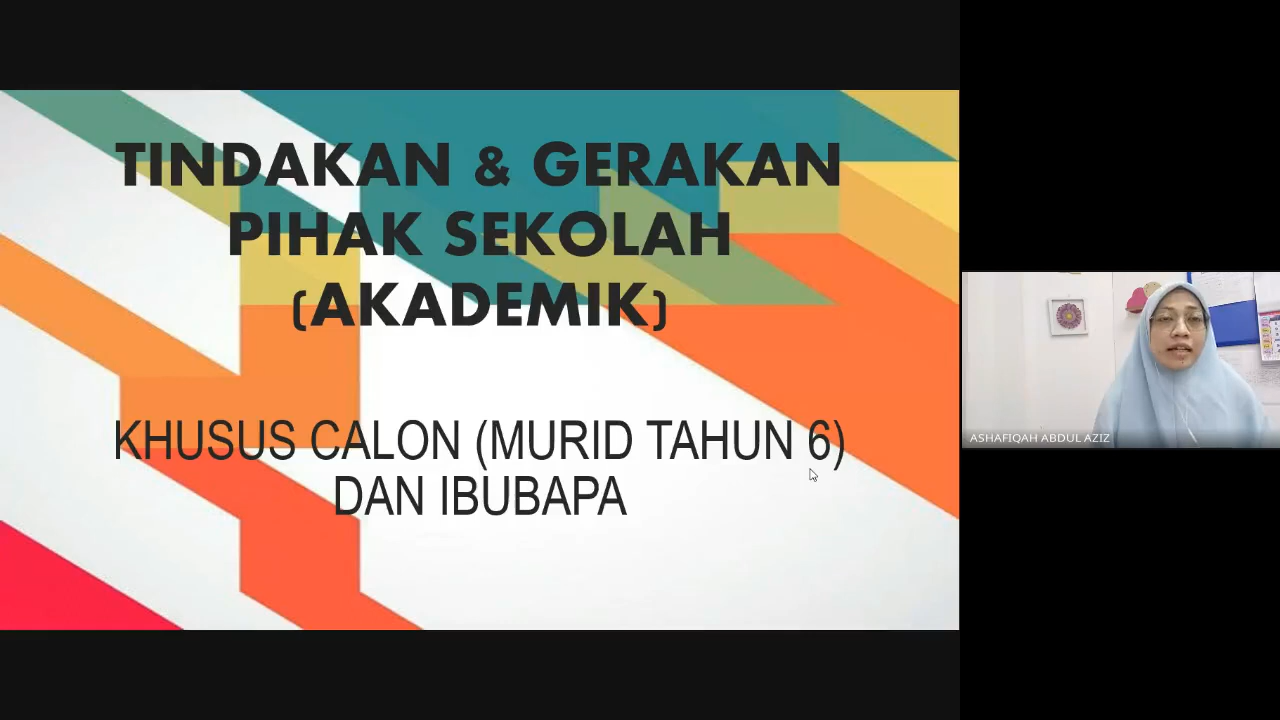 TINDAKAN & GERAKAN
PIHAK SEKOLAH
(AKADEMIK)
KHUSUS CALON (MURID TAHUN 6)
DAN IBUBAPA
ASHAFIQAH ABDUL AZIZ